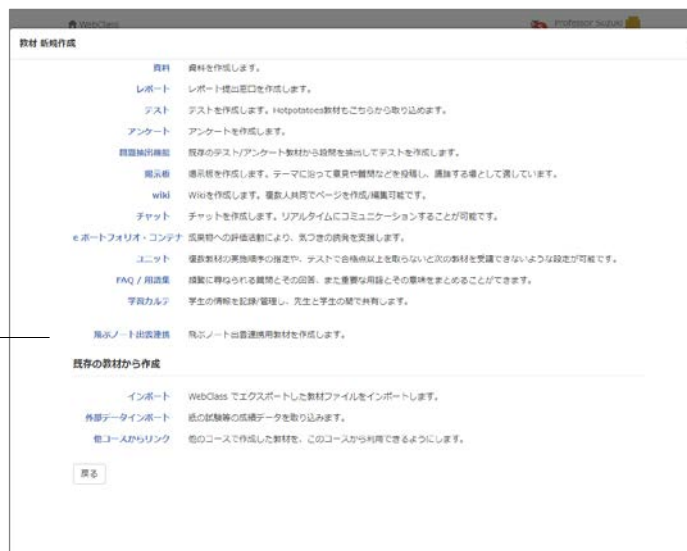 WebClass
Professor Suzuki
教材 新規作成
資料 資料を作成します。
レポート レポート提出窓口を作成します。
テスト テストを作成します。Hotpotatoes教材もこちらから取り込めます。
アンケート アンケートを作成します。
問題抽出機能 既存のテスト/アンケート教材から設問を抽出してテストを作成します。
掲示板 掲示板を作成します。テーマに沿って意見や質問などを投稿し、議論する場として適しています。
wiki Wikiを作成します。複数人共同でページを作成/編集可能です。
チャット チャットを作成します。リアルタイムにコミュニケーションすることが可能です。
e ポートフォリオ・コンテナ 成果物への評価活動により、気づきの誘発を支援します。
ユニット 複数教材の実施順序の指定や、テストで合格点以上を取らないと次の教材を受講できないような設定が可能です。
FAQ / 用語集 頻繁に尋ねられる質問とその回答、また重要な用語とその意味をまとめることができます。
学習カルテ 学生の情報を記録/管理し、先生と学生の間で共有します。
飛ぶノート出雲連携 飛ぶノート出雲連携用教材を作成します。
既存の教材から作成
インポート WebClass でエクスポートした教材ファイルをインポートします。
外部データインポート 紙の試験等の成績データを取り込みます。
他コースからリンク 他のコースで作成した教材を、このコースから利用できるようにします。
戻る